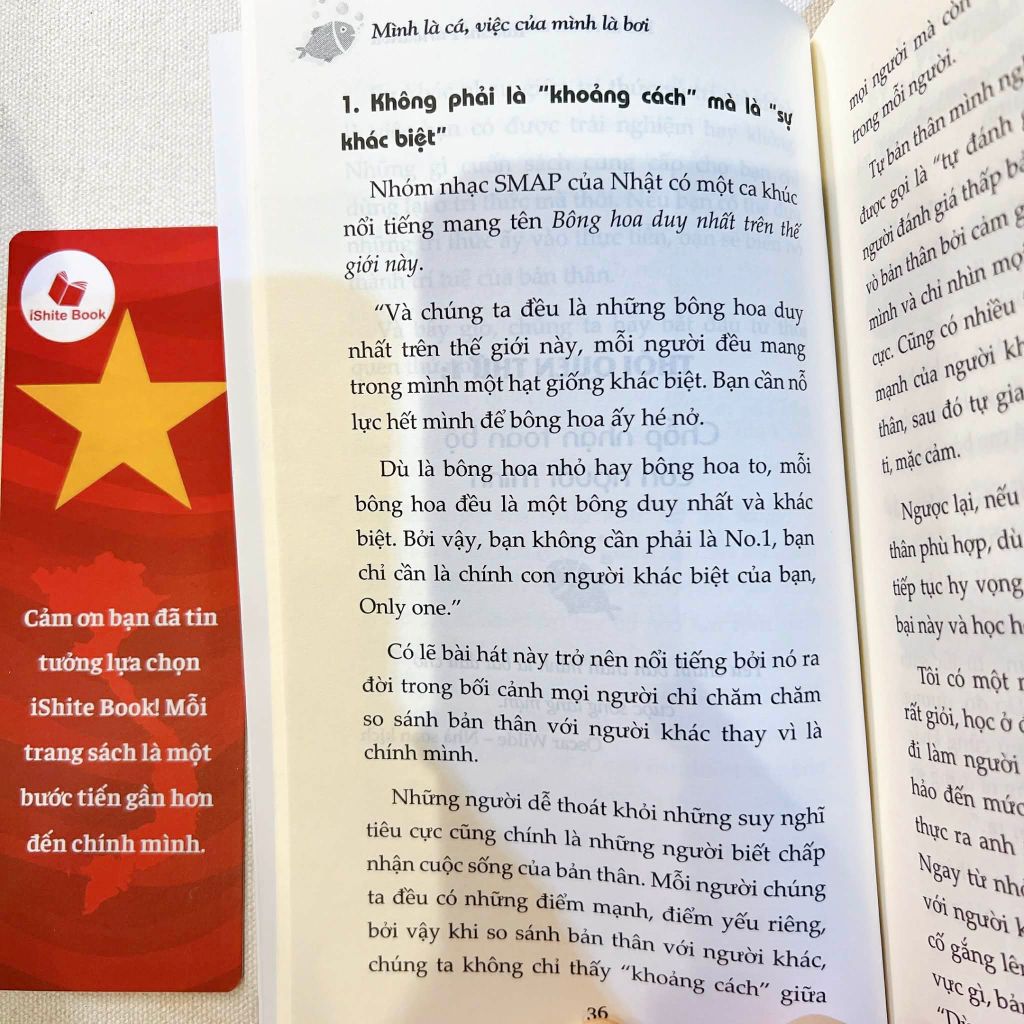 iShite Book
Cảm ơn bạn đã tin
tưởng lựa chọn
iShite Book! Mỗi
trang sách là một
bước tiến gần hơn
đến chính mình.
Mình là cá, việc của mình là bơi
1. Không phải là “khoảng cách” mà là “sự
khác biệt”
Nhóm nhạc SMAP của Nhật có một ca khúc
nổi tiếng mang tên Bông hoa duy nhất trên thế
giới này.
“Và chúng ta đều là những bông hoa duy
nhất trên thế giới này, mỗi người đều mang
trong mình một hạt giống khác biệt. Bạn cần nỗ
lực hết mình để bông hoa ấy hé nở.
Dù là bông hoa nhỏ hay bông hoa to, mỗi
bông hoa đều là một bông duy nhất và khác
biệt. Bởi vậy, bạn không cần phải là No.1, bạn
chỉ cần là chính con người khác biệt của bạn,
Only one.”
Có lẽ bài hát này trở nên nổi tiếng bởi nó ra
đời trong bối cảnh mọi người chỉ chăm chăm
so sánh bản thân với người khác thay vì là
chính mình.
Những người dễ thoát khỏi những suy nghĩ
tiêu cực cũng chính là những người biết chấp
nhận cuộc sống của bản thân. Mỗi người chúng
ta đều có những điểm mạnh, điểm yếu riêng,
bởi vậy khi so sánh bản thân với người khác,
chúng ta không chỉ thấy “khoảng cách” giữa
36
mọi người mà còn
trong mỗi người.
Tự bản thân mình
được gọi là “tự đánh
người đánh giá thấp
vò bản thân bởi cảm
mình và chỉ nhìn
cực. Cũng có nhiều
mạnh của người
thân, sau đó tự
ti, mặc cảm.
Ngược lại, nếu
thân phù hợp, dù
tiếp tục hy vọng
bại này và học
Tôi có một
rất giỏi, học ở
đi làm người
hảo đến mức
thực ra anh
Ngay từ
với người
cố gắng
vực gì,